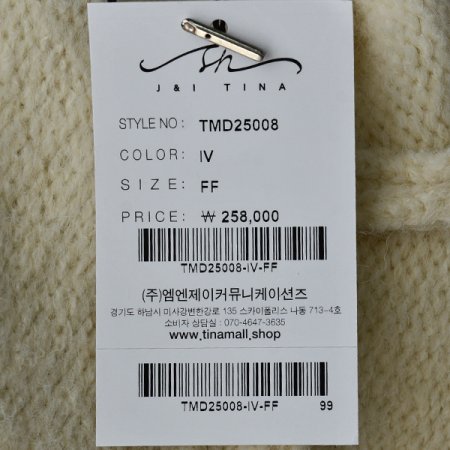 sh
J & I TINA
STYLE NO: TMD25008
COLOR: IV
SIZE: FF
PRICE: ₩ 258,000
TMD25008-IV-FF
(주)엠엔제이커뮤니케이션즈
경기도 하남시 미사강변한강로 135 스카이폴리스 나동 713-4호
소비자 상담실 : 070-4647-3635
www.tinamall.shop
TMD25008-IV-FF 99